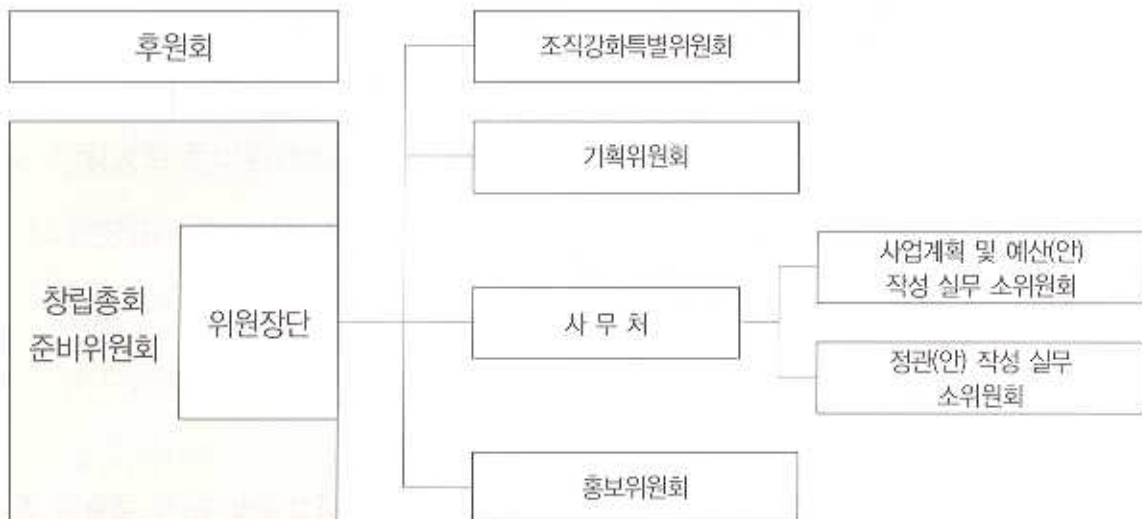 후원회
조직강화특별위원회
기획위원회
창립총회
준비위원회
위원장단
사 무 처
사업계획 및 예산(안)
작성 실무 소위원회
정관(안) 작성 실무
소위원회
홍보위원회